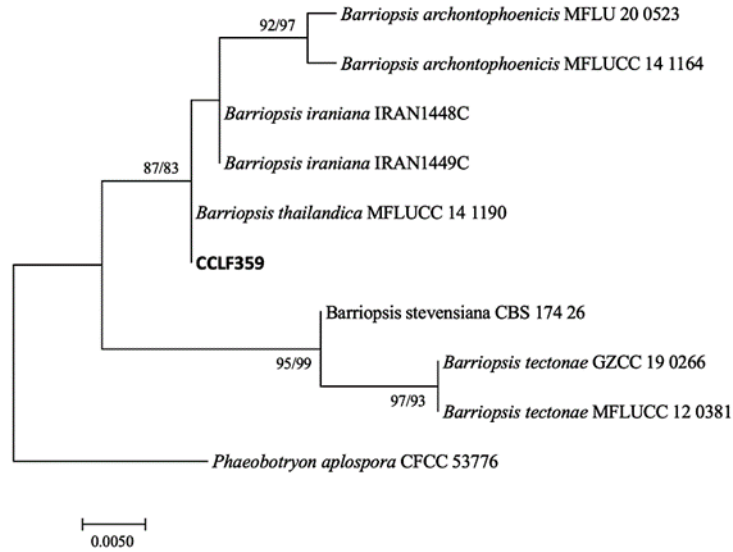 92/97
Barriopsis archontophoenicis MFLU 20 0523
Barriopsis archontophoenicis MFLUCC 14 1164
Barriopsis iraniana IRAN1448C
Barriopsis iraniana IRAN1449C
87/83
Barriopsis thailandica MFLUCC 14 1190
CCLF359
Barriopsis stevensiana CBS 174 26
95/99
Barriopsis tectonae GZCC 19 0266
97/93
Barriopsis tectonae MFLUCC 12 0381
Phaeobotryon aplospora CFCC 53776
0.0050